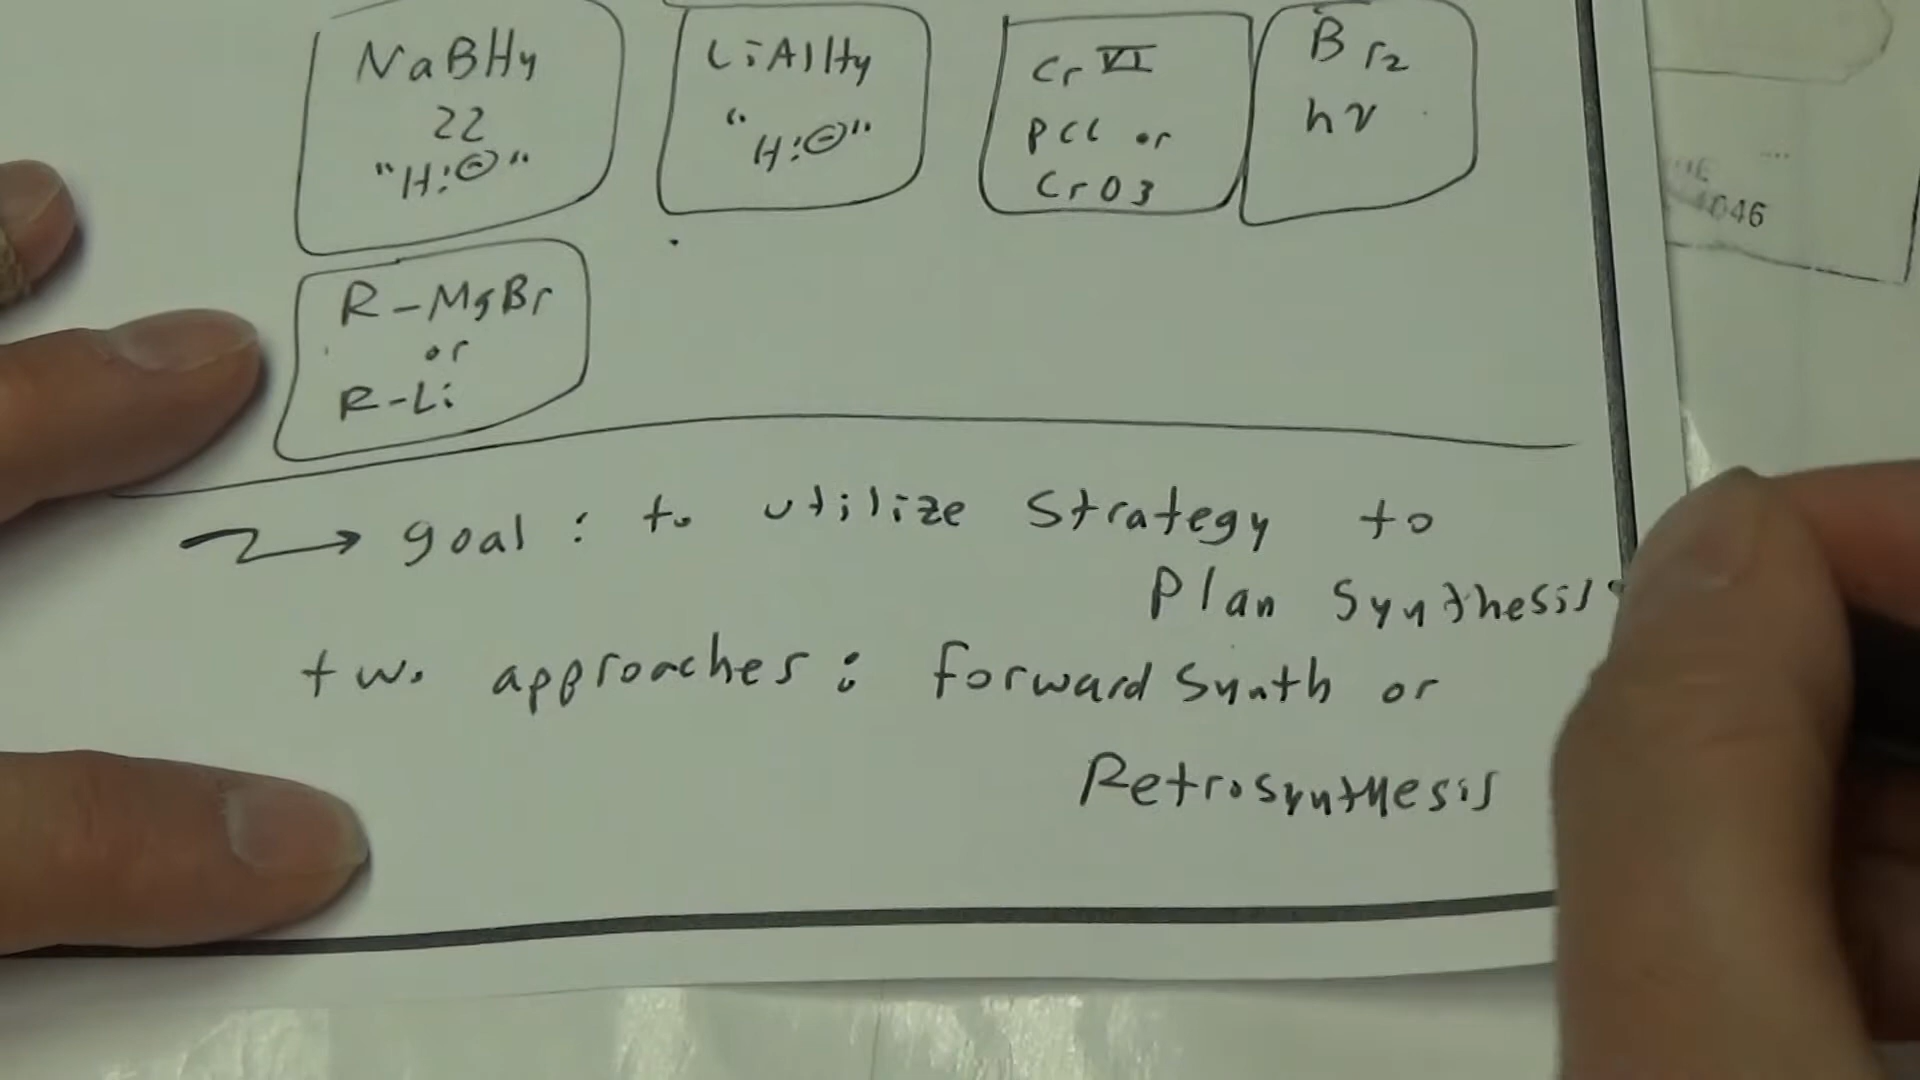 NaBH4
22
"H:⊖"
LiAlH4
"H:⊖"
Cr VI
PCC or
CrO3
Br2
hν
R-MgBr
or
R-Li
goal: to utilize strategy to
Plan Synthesis
two approaches: forward synth or
Retrosynthesis
4046